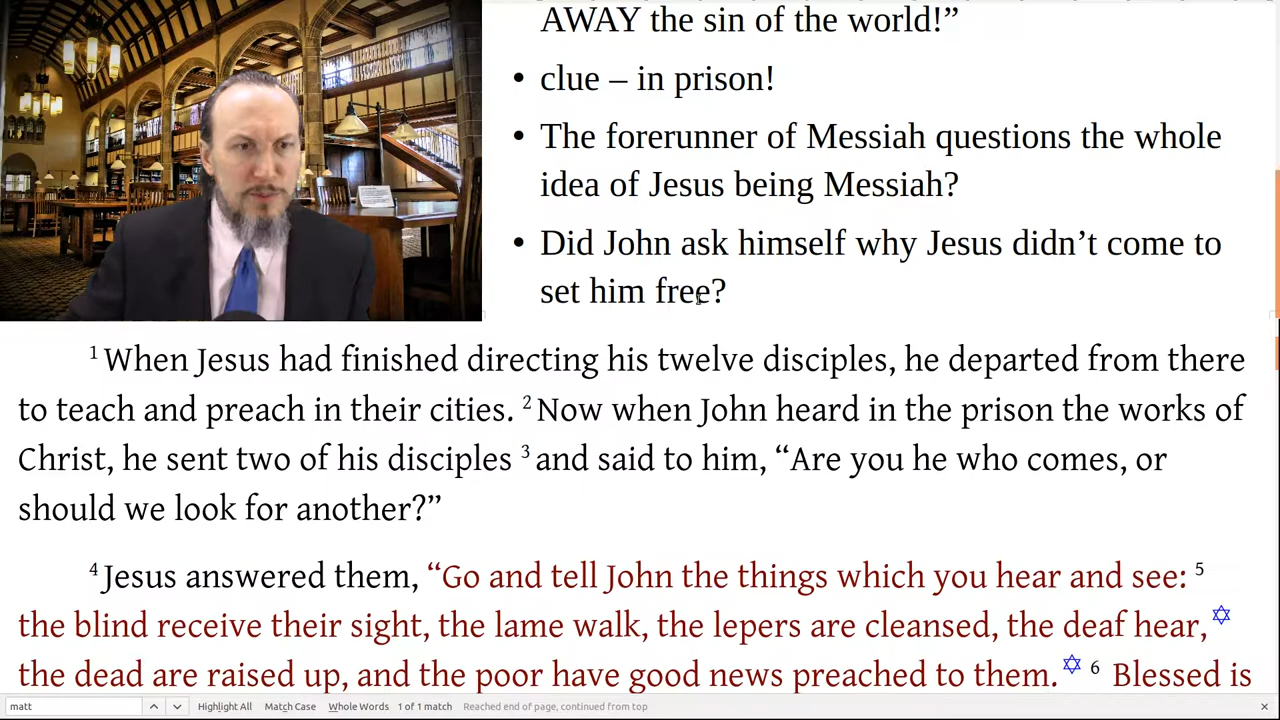 AWAY the sin of the world!”
• clue – in prison!
• The forerunner of Messiah questions the whole
idea of Jesus being Messiah?
• Did John ask himself why Jesus didn’t come to
set him free?
1 When Jesus had finished directing his twelve disciples, he departed from there
to teach and preach in their cities. 2 Now when John heard in the prison the works of
Christ, he sent two of his disciples 3 and said to him, “Are you he who comes, or
should we look for another?”
4 Jesus answered them, “Go and tell John the things which you hear and see: 5
the blind receive their sight, the lame walk, the lepers are cleansed, the deaf hear,✡
the dead are raised up, and the poor have good news preached to them.✡ 6 Blessed is
matt Highlight All Match Case Whole Words 1 of 1 match Reached end of page, continued from top